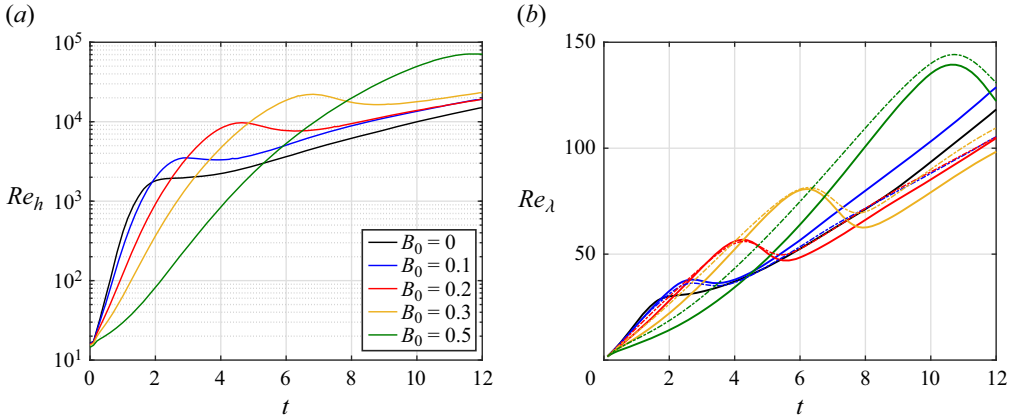 (a)
10^5
10^4
Re_h
10^3
10^2
10^1
B_0 = 0
B_0 = 0.1
B_0 = 0.2
B_0 = 0.3
B_0 = 0.5
0 2 4 6 8 10 12
t
(b)
150
100
Re_λ
50
0 2 4 6 8 10 12
t